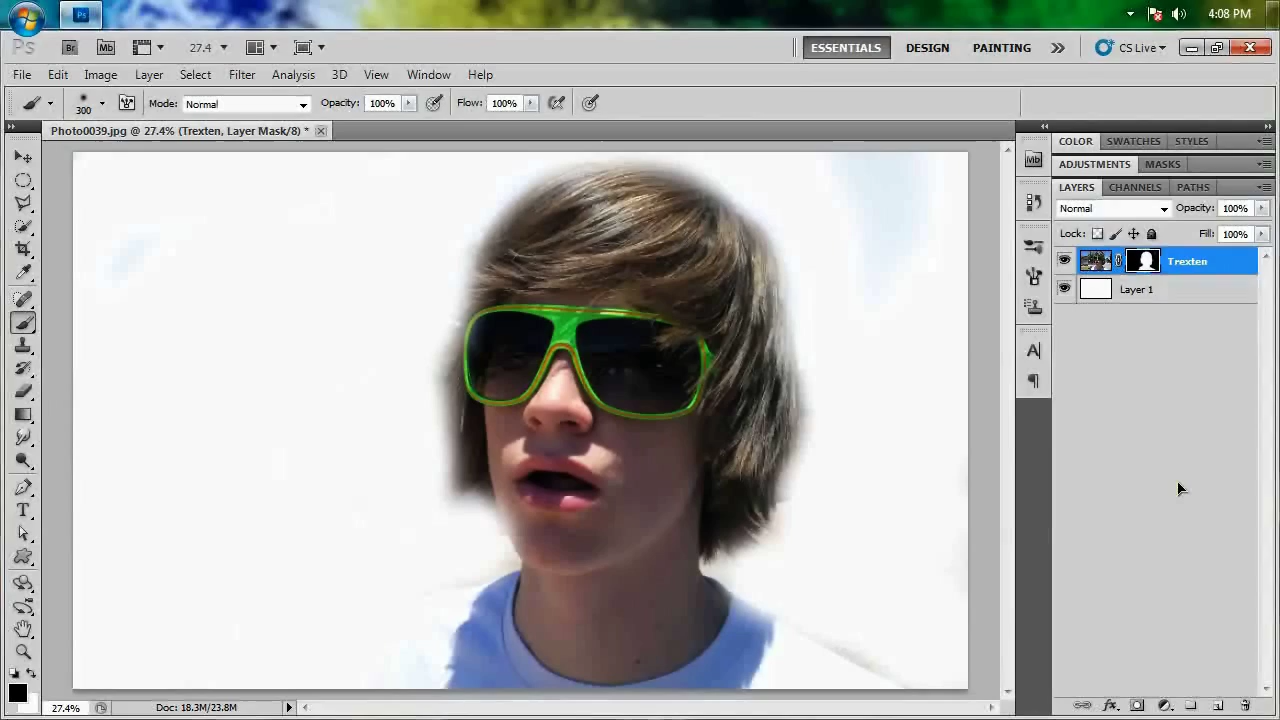 Ps 4:08 PM
Ps Br Mb 27.4 ESSENTIALS DESIGN PAINTING CS Live
File Edit Image Layer Select Filter Analysis 3D View Window Help
300 Mode: Normal Opacity: 100% Flow: 100%
Photo0039.jpg @ 27.4% (Trexten, Layer Mask/8) *
COLOR SWATCHES STYLES
Mb ADJUSTMENTS MASKS
LAYERS CHANNELS PATHS
Normal Opacity: 100%
Lock: Fill: 100%
Trexten
Layer 1
A
T
27.4% Doc: 18.3M/23.8M
fx